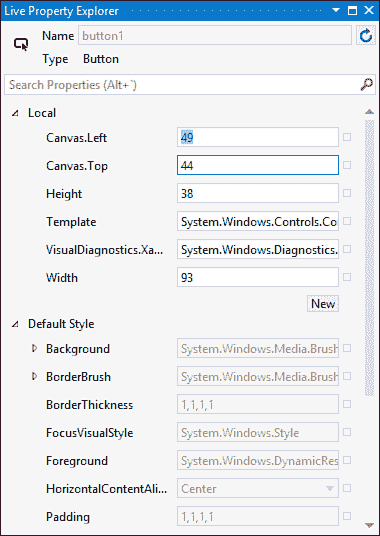 Live Property Explorer
Name button1
Type Button
Search Properties (Alt+`)
Local
Canvas.Left 49
Canvas.Top 44
Height 38
Template System.Windows.Controls.Co
VisualDiagnostics.Xa... System.Windows.Diagnostics.
Width 93
New
Default Style
Background System.Windows.Media.Brush
BorderBrush System.Windows.Media.Brush
BorderThickness 1,1,1,1
FocusVisualStyle System.Windows.Style
Foreground System.Windows.DynamicRes
HorizontalContentAli... Center
Padding 1,1,1,1